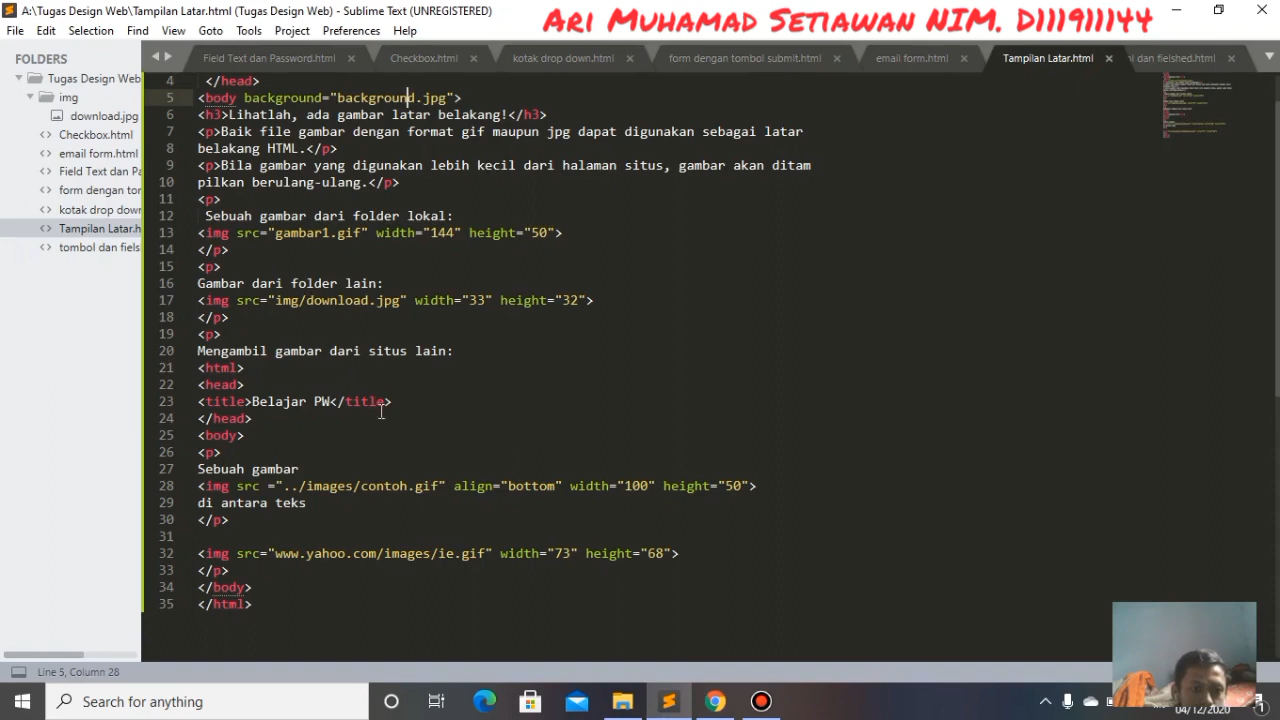 A:\Tugas Design Web\Tampilan Latar.html (Tugas Design Web) - Sublime Text (UNREGISTERED)
Ari Muhamad Setiawan NIM. D111911144
File Edit Selection Find View Goto Tools Project Preferences Help
FOLDERS
Tugas Design Web
img
download.jpg
Checkbox.html
email form.html
Field Text dan Pa
form dengan tom
kotak drop down
Tampilan Latar.h
tombol dan fiels
Field Text dan Password.html
Checkbox.html
kotak drop down.html
form dengan tombol submit.html
email form.html
Tampilan Latar.html
l dan fielshed.html
4 </head>
5 <body background="background.jpg">
6 <h3>Lihatlah, ada gambar latar belakang!</h3>
7 <p>Baik file gambar dengan format gif maupun jpg dapat digunakan sebagai latar
8 belakang HTML.</p>
9 <p>Bila gambar yang digunakan lebih kecil dari halaman situs, gambar akan ditam
10 pilkan berulang-ulang.</p>
11 <p>
12 Sebuah gambar dari folder lokal:
13 <img src="gambar1.gif" width="144" height="50">
14 </p>
15 <p>
16 Gambar dari folder lain:
17 <img src="img/download.jpg" width="33" height="32">
18 </p>
19 <p>
20 Mengambil gambar dari situs lain:
21 <html>
22 <head>
23 <title>Belajar PW</title>
24 </head>
25 <body>
26 <p>
27 Sebuah gambar
28 <img src ="../images/contoh.gif" align="bottom" width="100" height="50">
29 di antara teks
30 </p>
31
32 <img src="www.yahoo.com/images/ie.gif" width="73" height="68">
33 </p>
34 </body>
35 </html>
Line 5, Column 28
Search for anything
04/12/2020